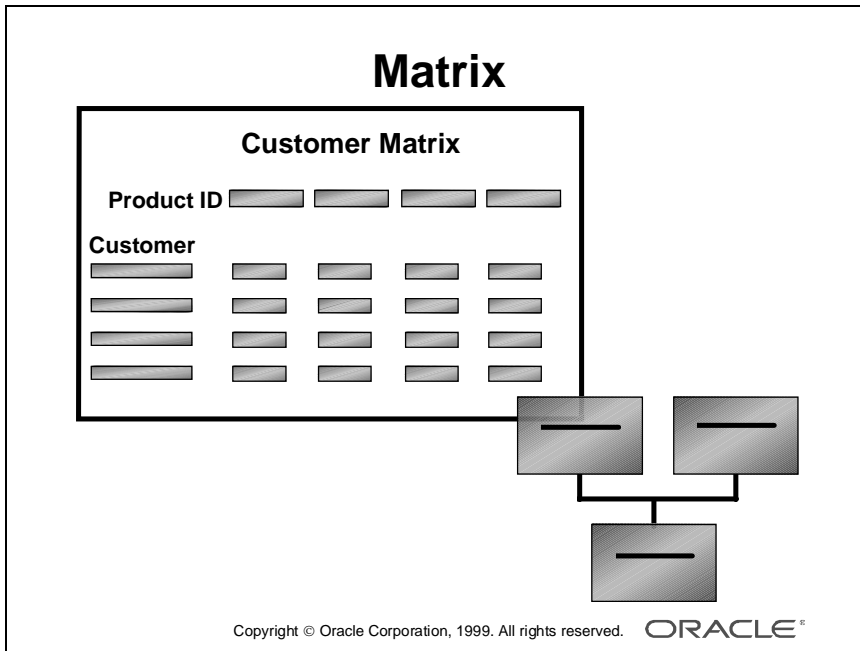 Matrix
Customer Matrix
Product ID
Customer
Copyright © Oracle Corporation, 1999. All rights reserved. ORACLE®